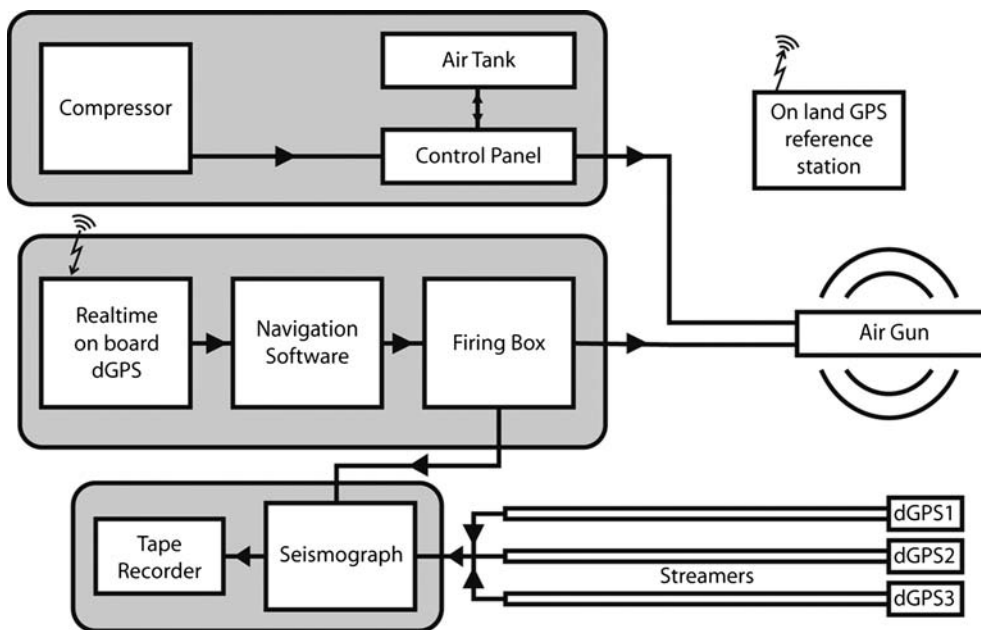 Compressor
Air Tank
Control Panel
On land GPS
reference
station
Realtime
on board
dGPS
Navigation
Software
Firing Box
Air Gun
Tape
Recorder
Seismograph
Streamers
dGPS1
dGPS2
dGPS3